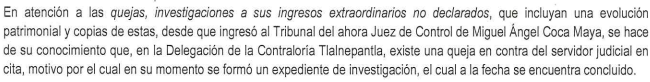 En atención a las quejas, investigaciones a sus ingresos extraordinarios no declarados, que incluyan una evolución
patrimonial y copias de estas, desde que ingresó al Tribunal del ahora Juez de Control de Miguel Ángel Coca Maya, se hace
de su conocimiento que, en la Delegación de la Contraloría Tlalnepantla, existe una queja en contra del servidor judicial en
cita, motivo por el cual en su momento se formó un expediente de investigación, el cual a la fecha se encuentra concluido.